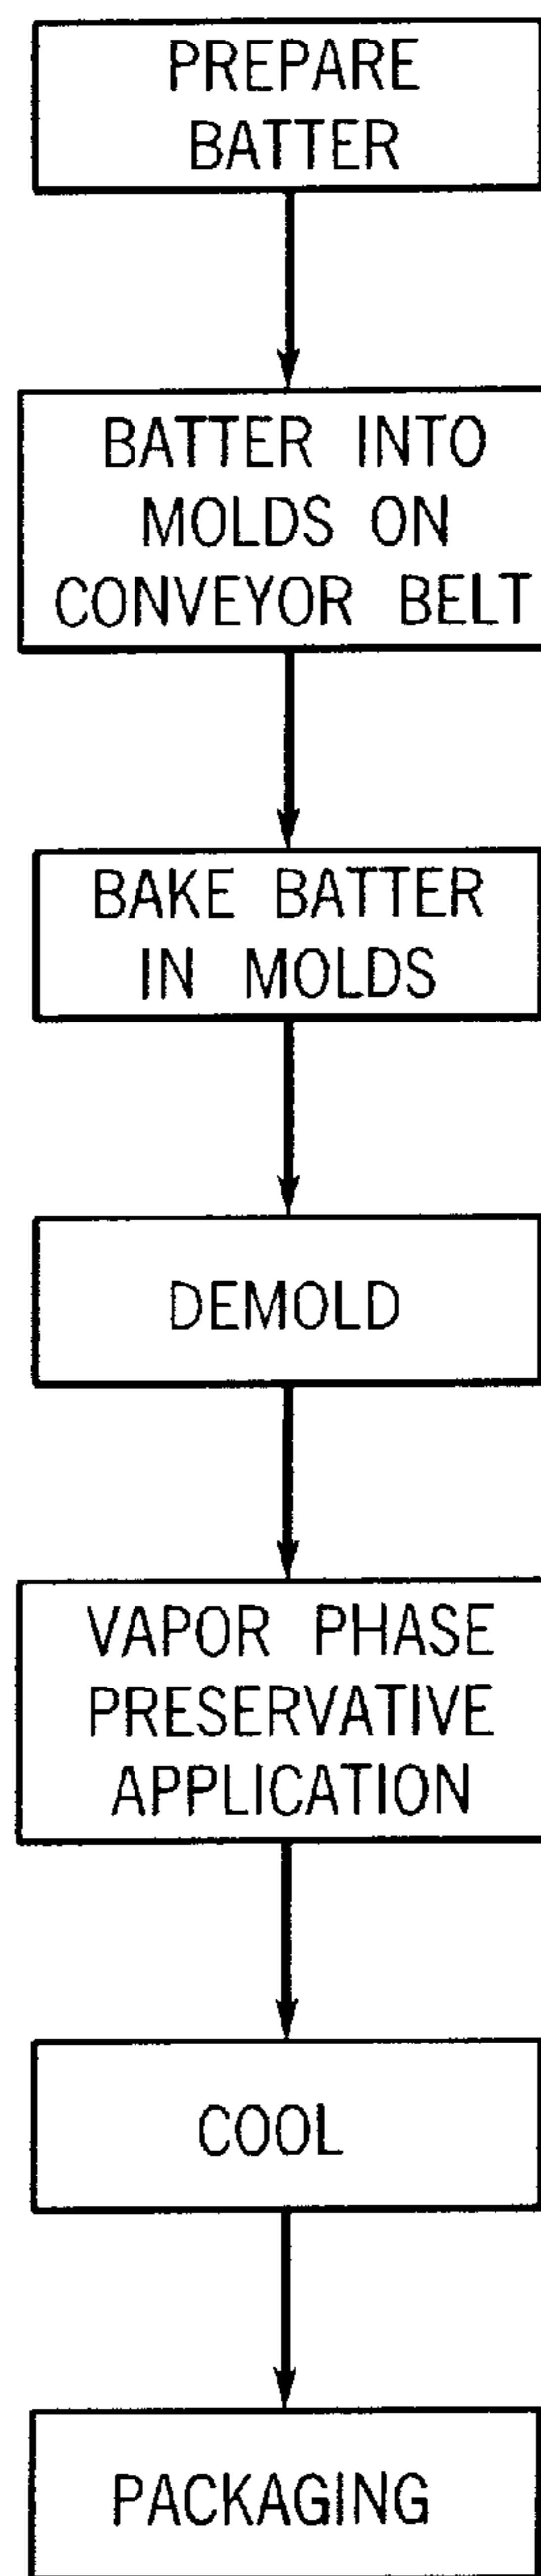 PREPARE
BATTER
BATTER INTO
MOLDS ON
CONVEYOR BELT
BAKE BATTER
IN MOLDS
DEMOLD
VAPOR PHASE
PRESERVATIVE
APPLICATION
COOL
PACKAGING